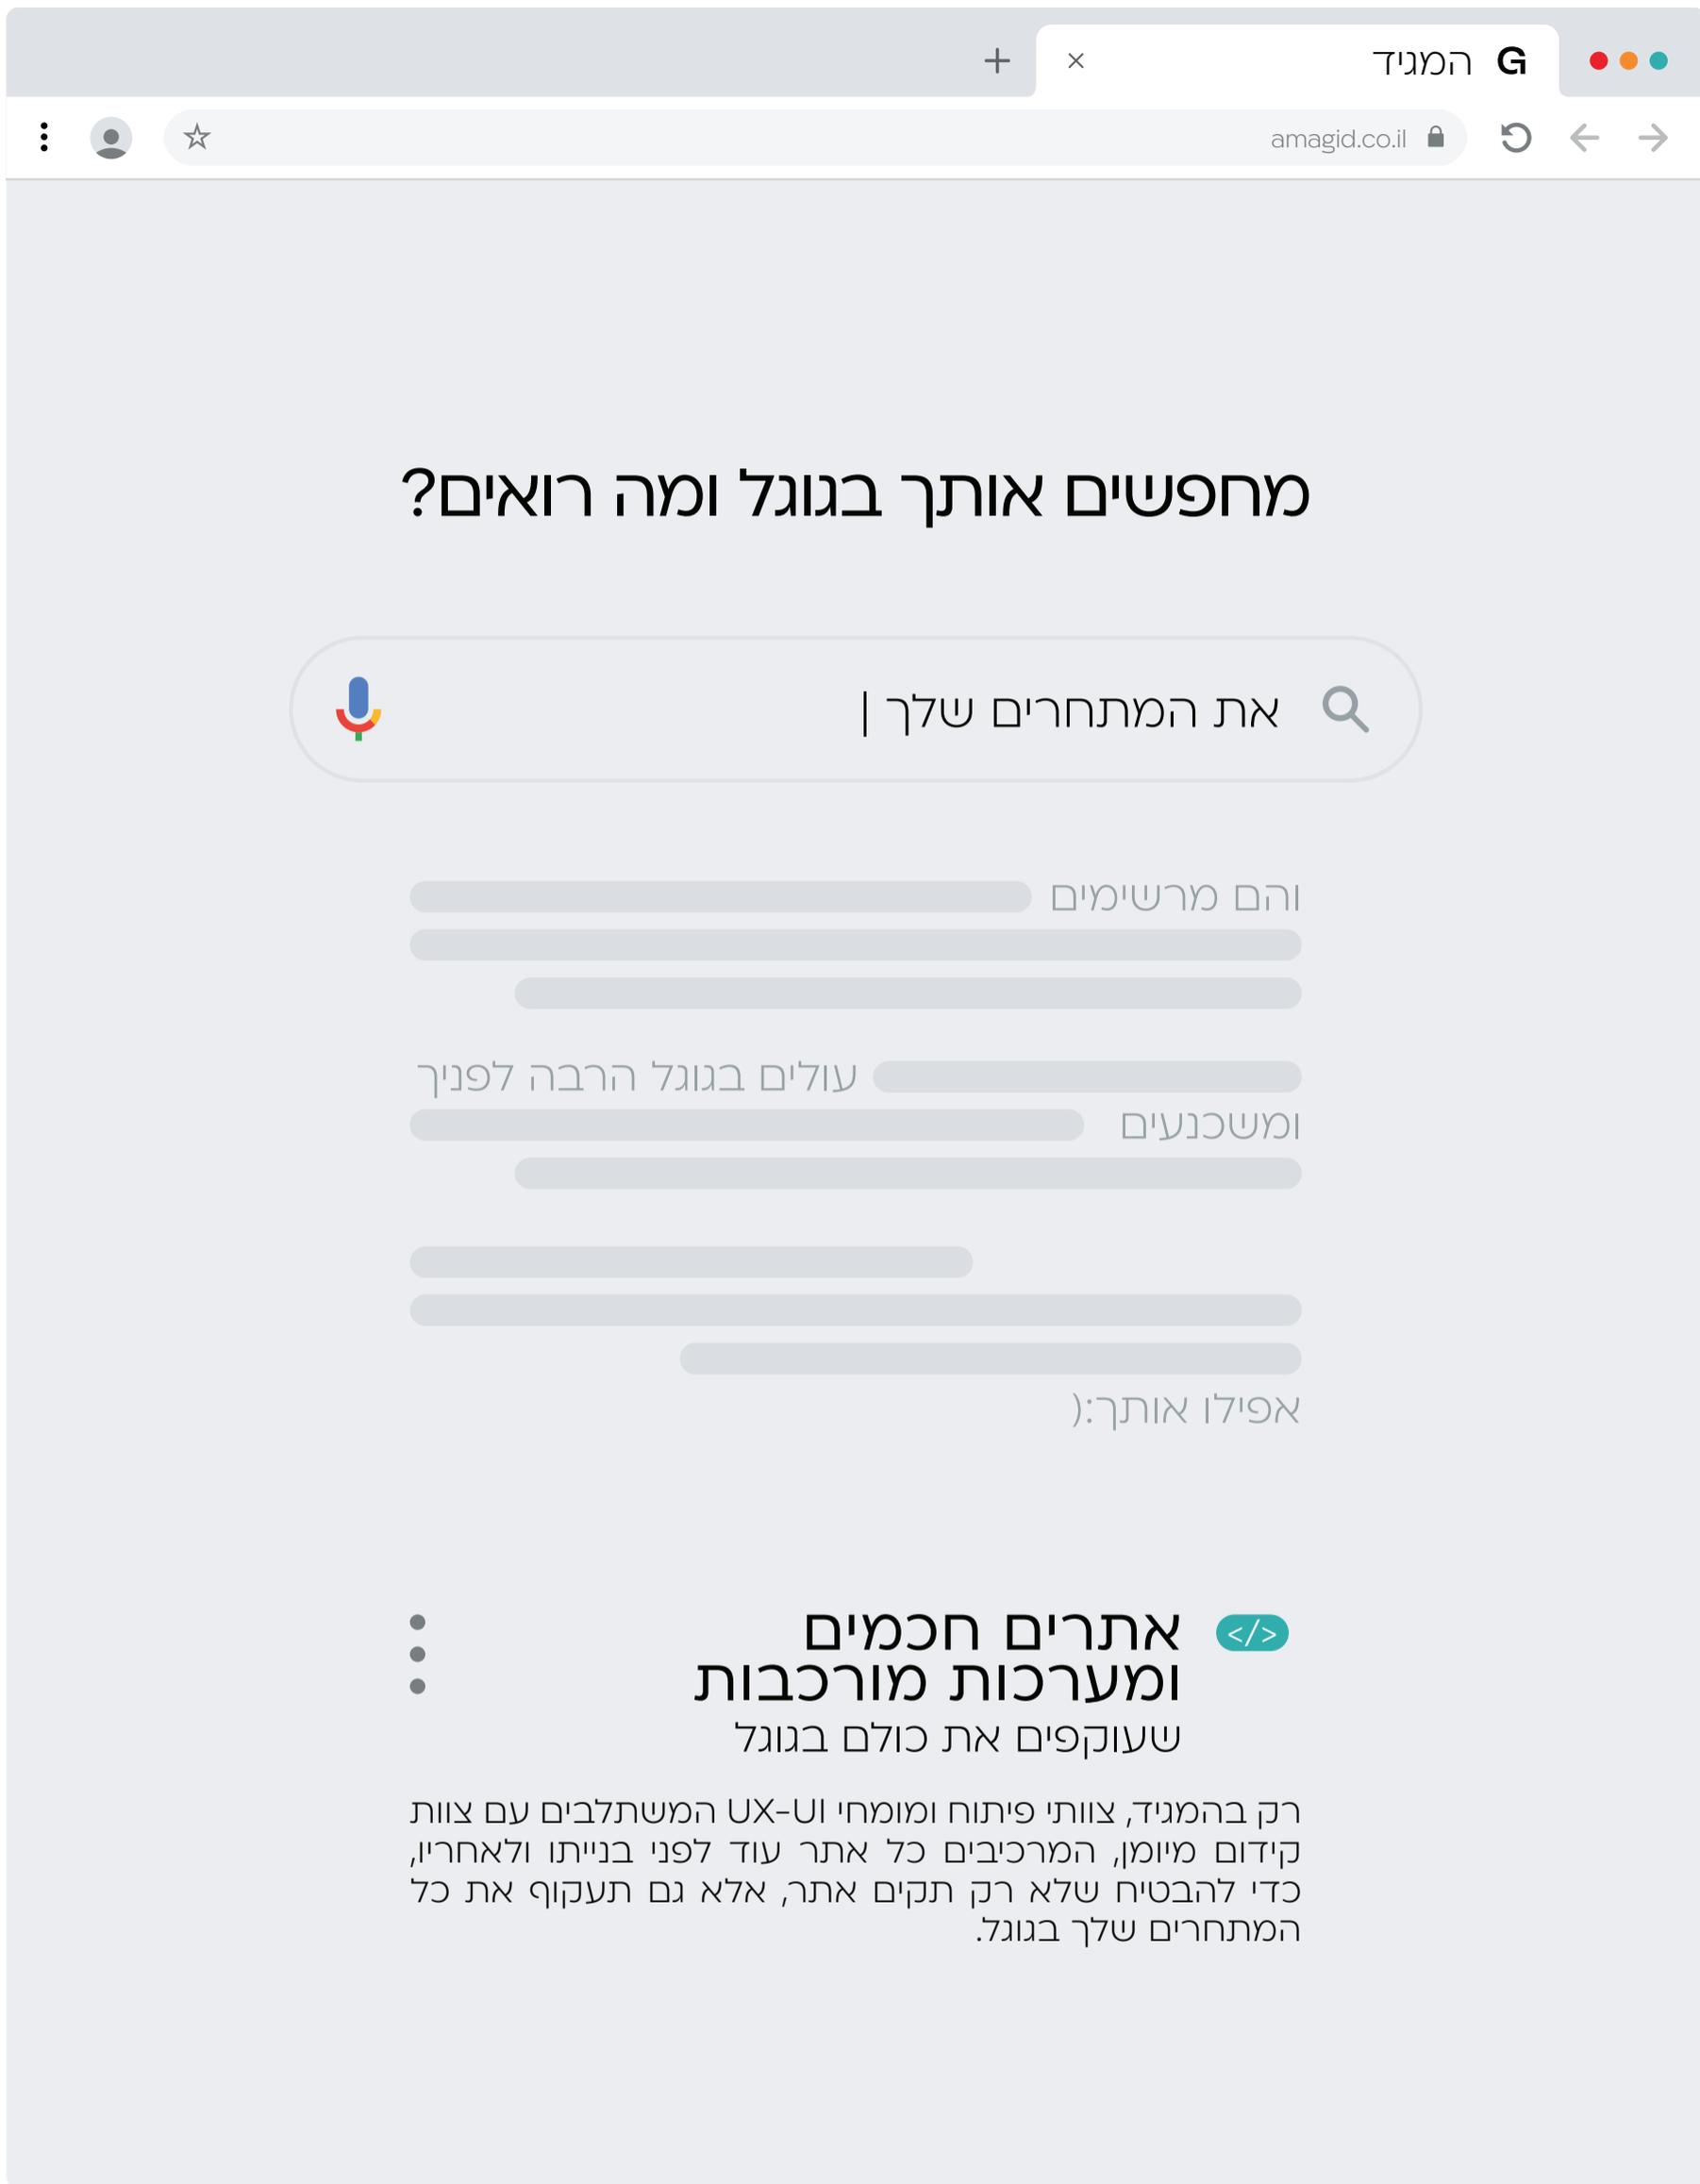 G המגיד
amagid.co.il
מחפשים אותך בגוגל ומה רואים?
את המתחרים שלך |
והם מרשימים
עולים בגוגל הרבה לפניך
ומשכנעים
אפילו אותך:(
</> אתרים חכמים
ומערכות מורכבות
שעוקפים את כולם בגוגל
רק בהמגיד, צוותי פיתוח ומומחי UX-UI המשתלבים עם צוות
קידום מיומן, המרכיבים כל אתר עוד לפני בנייתו ולאחריו,
כדי להבטיח שלא רק תקים אתר, אלא גם תעקוף את כל
המתחרים שלך בגוגל.